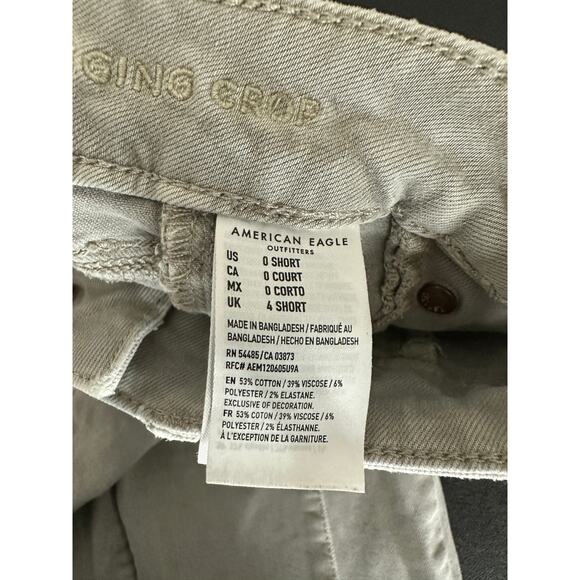 GING CROP
AMERICAN EAGLE
OUTFITTERS
US 0 SHORT
CA 0 COURT
MX 0 CORTO
UK 4 SHORT
MADE IN BANGLADESH / FABRIQUÉ AU
BANGLADESH / HECHO EN BANGLADESH
RN 54485/CA 03873
RFC# AEM120605U9A
EN 53% COTTON / 39% VISCOSE / 6%
POLYESTER / 2% ELASTANE.
EXCLUSIVE OF DECORATION.
FR 53% COTON / 39% VISCOSE / 6%
POLYESTER / 2% ÉLASTHANNE.
À L'EXCEPTION DE LA GARNITURE.